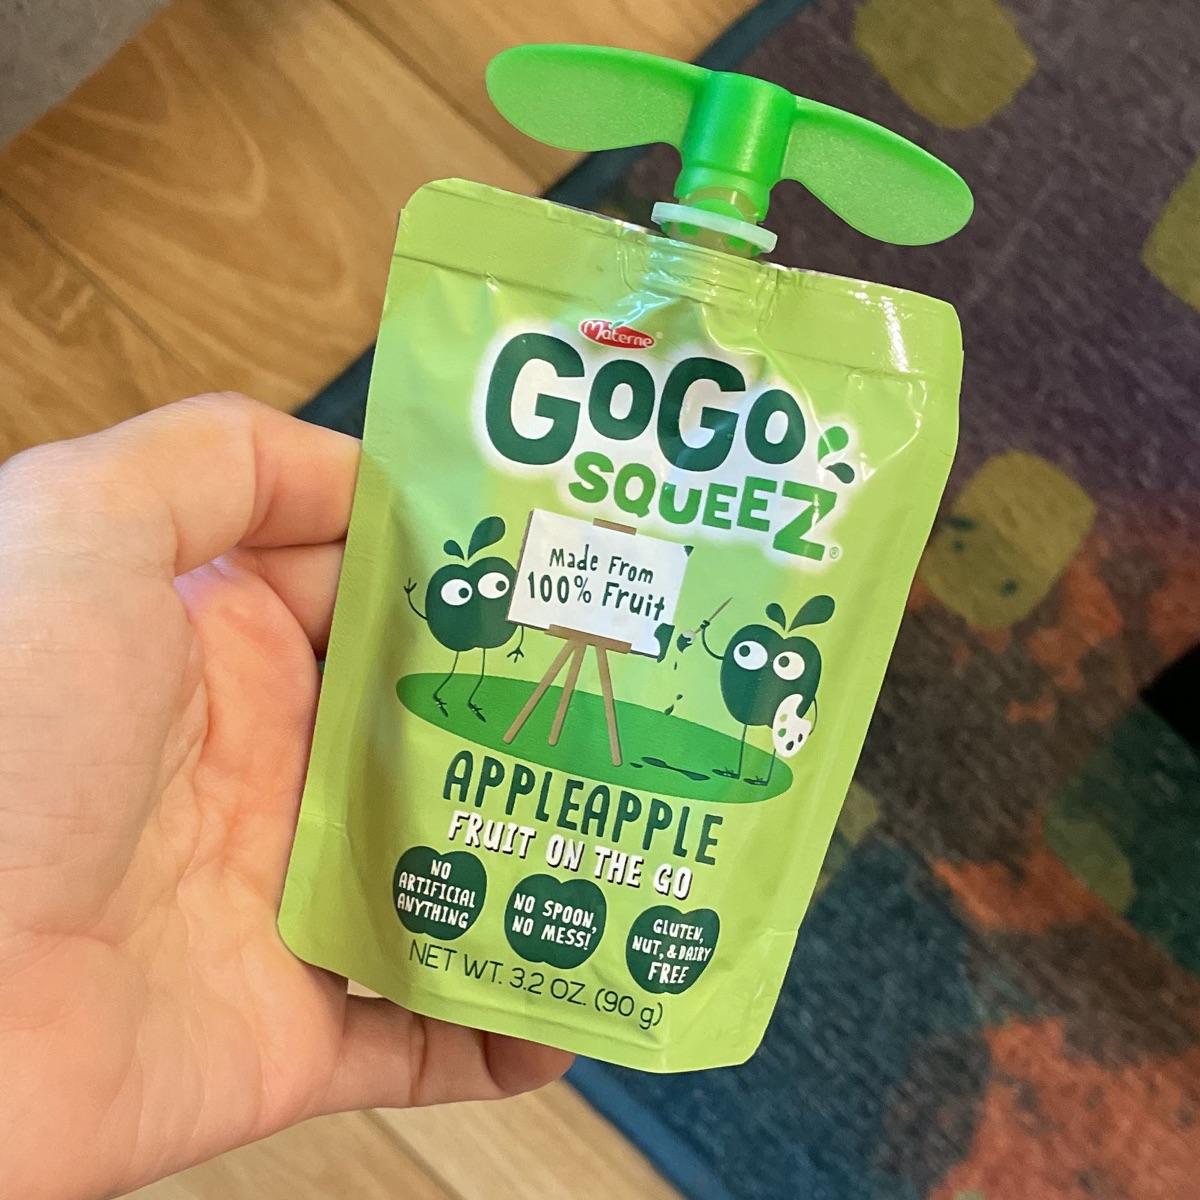 Materne
GoGo
SQUEEZ®
Made From
100% Fruit
APPLEAPPLE
FRUIT ON THE GO
NO
ARTIFICIAL
ANYTHING
NO SPOON,
NO MESS!
GLUTEN,
NUT, & DAIRY
FREE
NET WT. 3.2 OZ. (90 g)